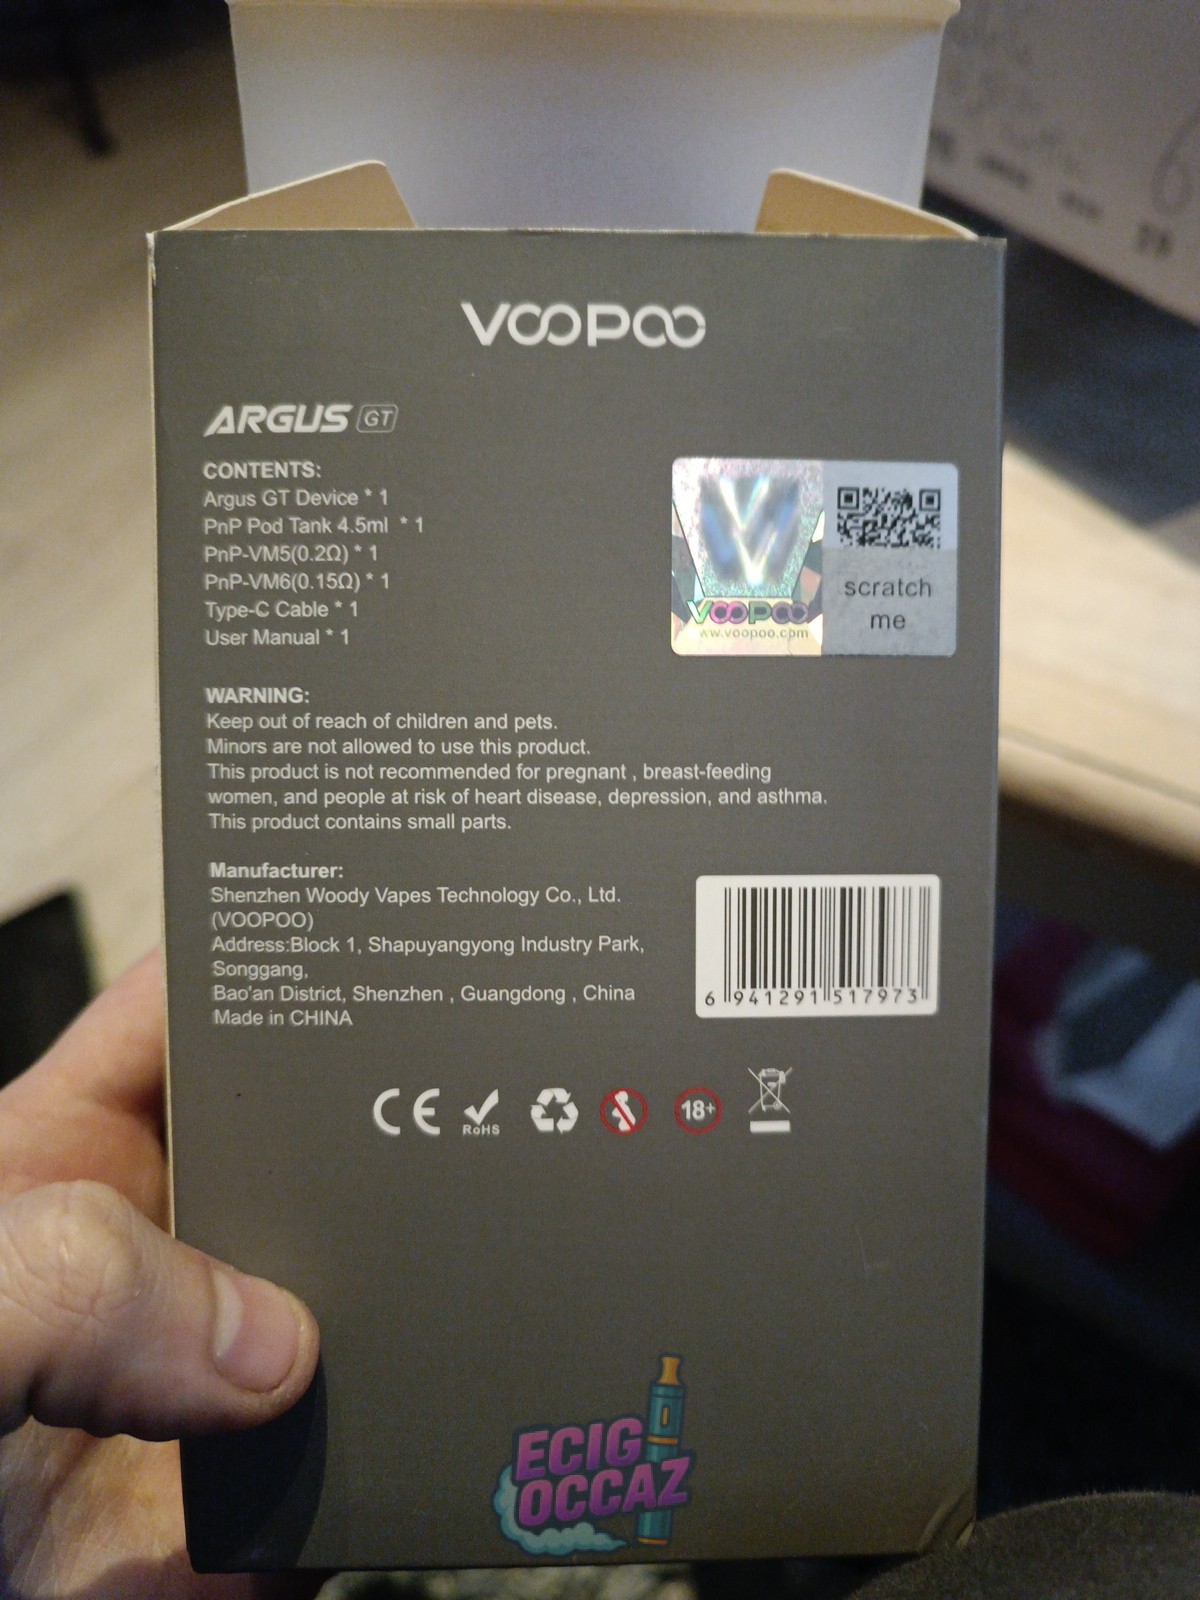 VOOPOO
ARGUS GT
CONTENTS:
Argus GT Device * 1
PnP Pod Tank 4.5ml * 1
PnP-VM5(0.2Ω) * 1
PnP-VM6(0.15Ω) * 1
Type-C Cable * 1
User Manual * 1
VOOPOO
ww.voopoo.com
scratch
me
WARNING:
Keep out of reach of children and pets.
Minors are not allowed to use this product.
This product is not recommended for pregnant , breast-feeding
women, and people at risk of heart disease, depression, and asthma.
This product contains small parts.
Manufacturer:
Shenzhen Woody Vapes Technology Co., Ltd.
(VOOPOO)
Address:Block 1, Shapuyangyong Industry Park,
Songgang,
Bao'an District, Shenzhen , Guangdong , China
Made in CHINA
6 941291 517973
CE
RoHS
18+
ECIG
OCCAZ